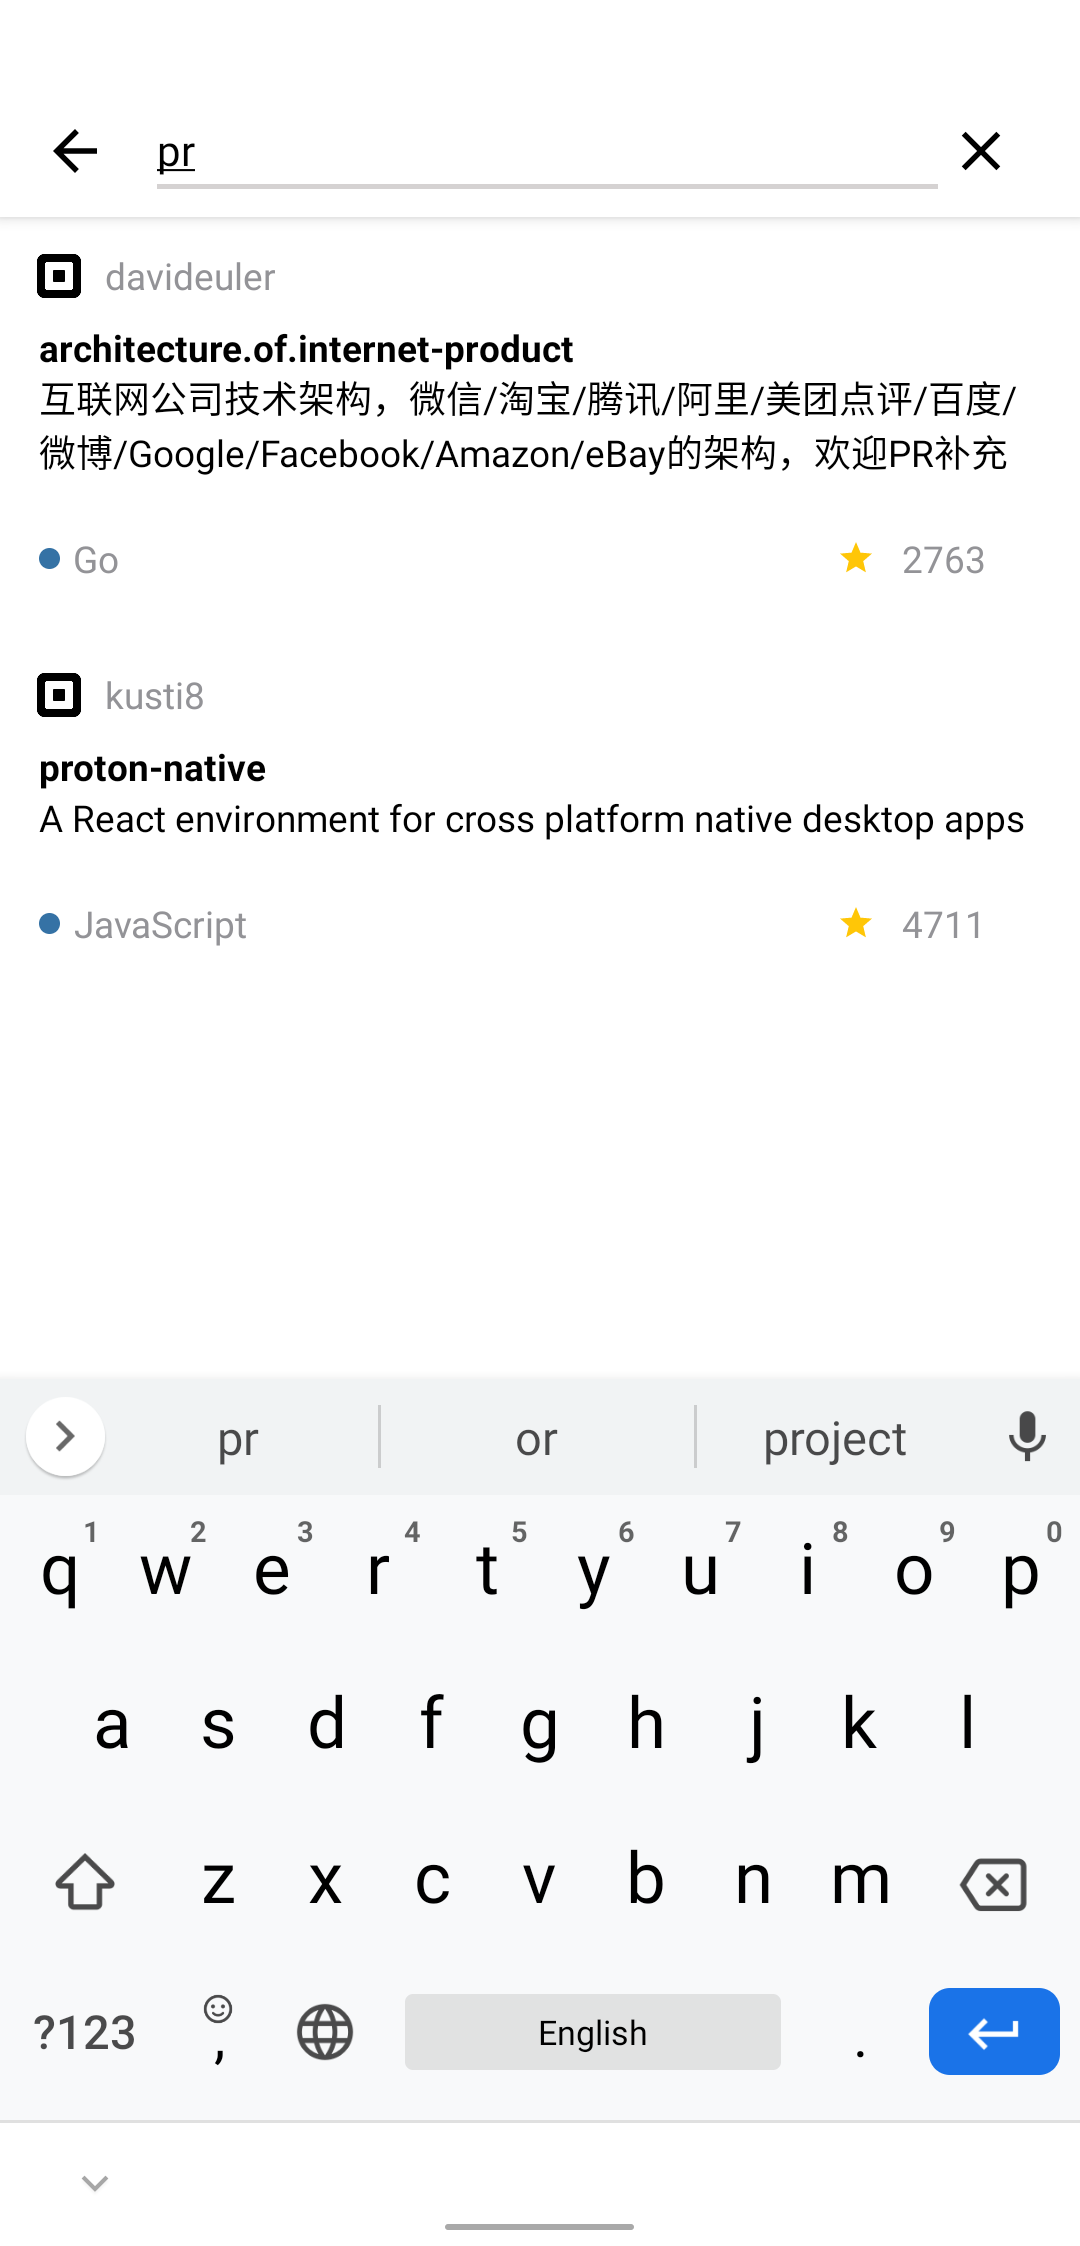 pr
davideuler
architecture.of.internet-product
互联网公司技术架构，微信/淘宝/腾讯/阿里/美团点评/百度/
微博/Google/Facebook/Amazon/eBay的架构，欢迎PR补充
Go 2763
kusti8
proton-native
A React environment for cross platform native desktop apps
JavaScript 4711
pr or project
1 2 3 4 5 6 7 8 9 0
q w e r t y u i o p
a s d f g h j k l
z x c v b n m
?123 , English .